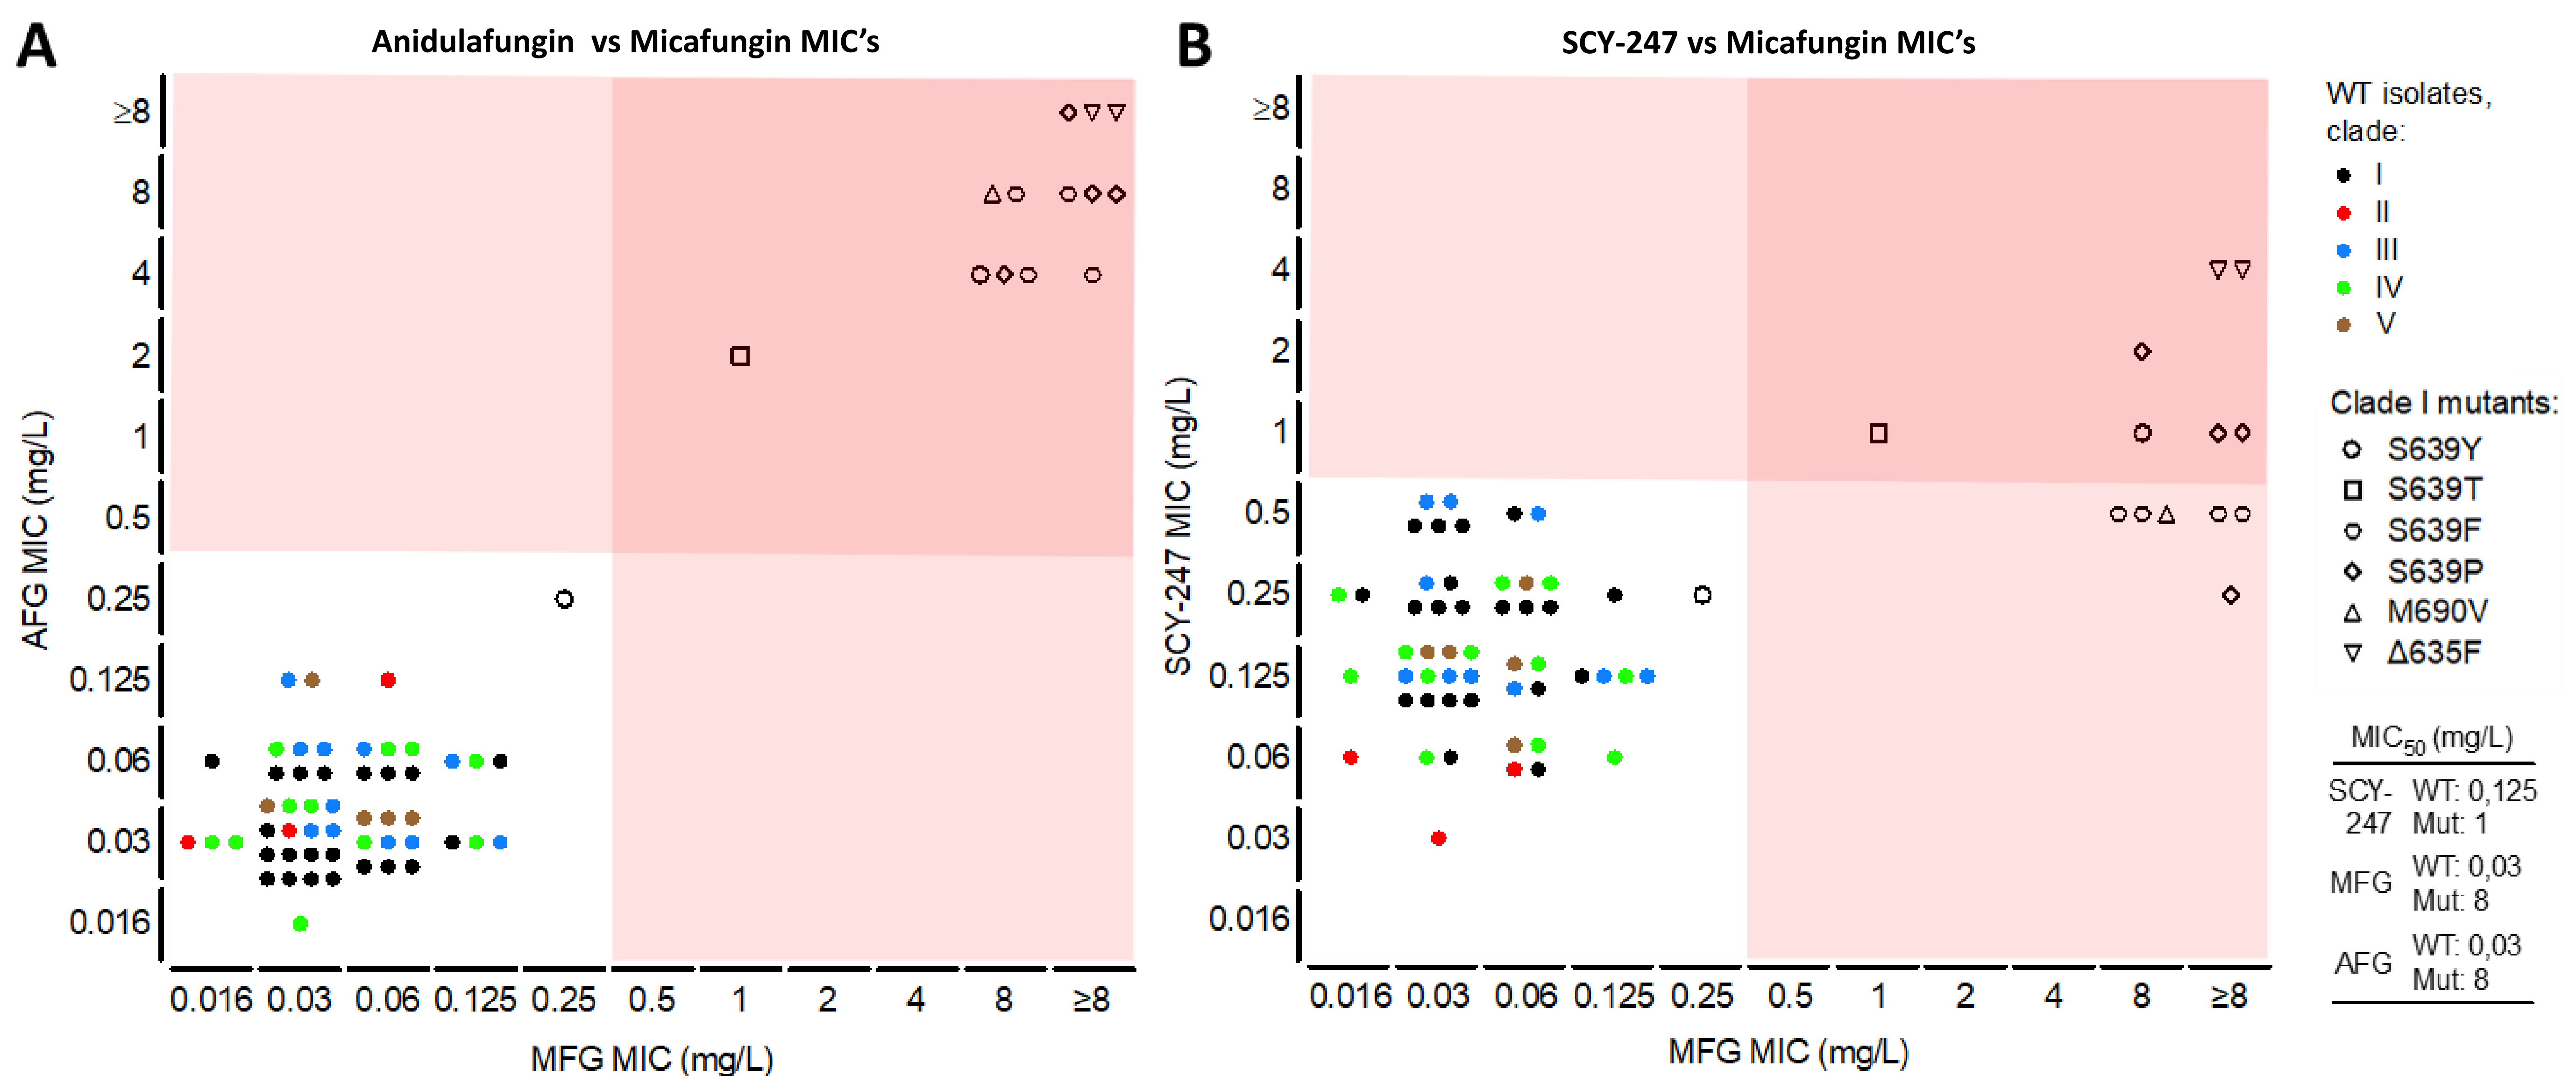 A
Anidulafungin vs Micafungin MIC's
AFG MIC (mg/L)
≥8
8
4
2
1
0.5
0.25
0.125
0.06
0.03
0.016
0.016 0.03 0.06 0.125 0.25 0.5 1 2 4 8 ≥8
MFG MIC (mg/L)
B
SCY-247 vs Micafungin MIC's
SCY-247 MIC (mg/L)
≥8
8
4
2
1
0.5
0.25
0.125
0.06
0.03
0.016
0.016 0.03 0.06 0.125 0.25 0.5 1 2 4 8 ≥8
MFG MIC (mg/L)
WT isolates,
clade:
I
II
III
IV
V
Clade I mutants:
S639Y
S639T
S639F
S639P
M690V
Δ635F
MIC50 (mg/L)
SCY-247 WT: 0,125
Mut: 1
MFG WT: 0,03
Mut: 8
AFG WT: 0,03
Mut: 8